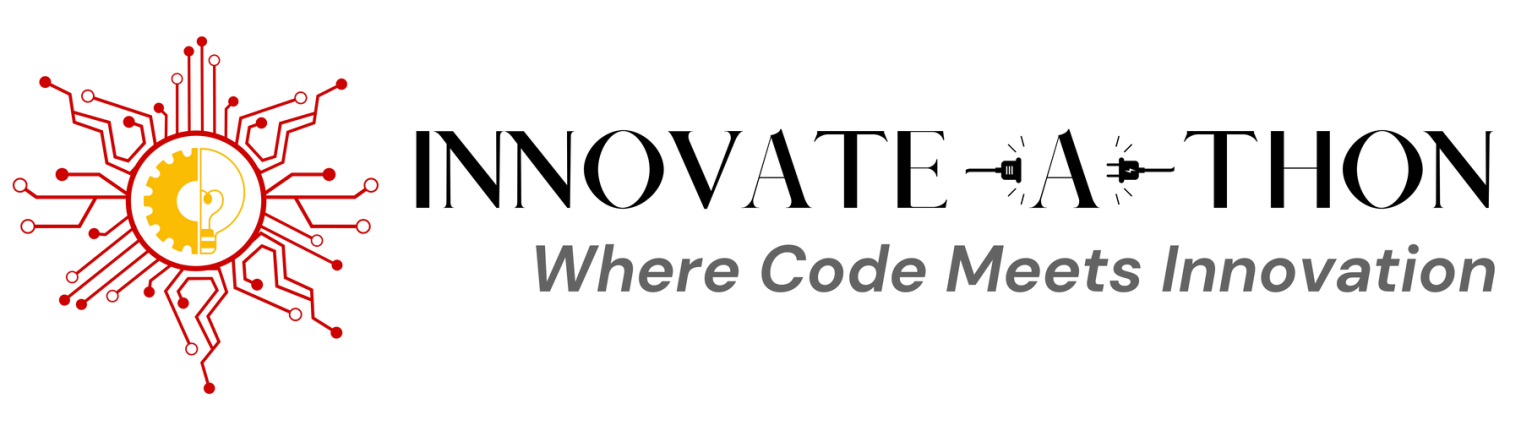 INNOVATE -A- THON
Where Code Meets Innovation